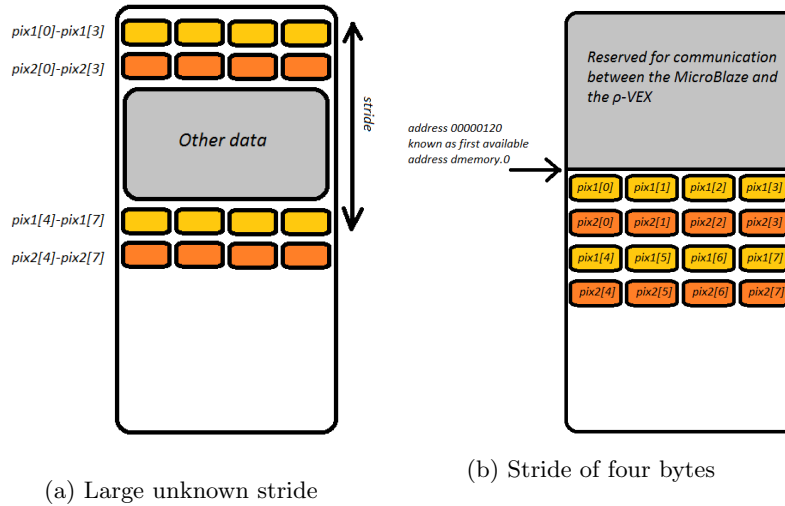 pix1[0]-pix1[3]
pix2[0]-pix2[3]
Other data
stride
pix1[4]-pix1[7]
pix2[4]-pix2[7]
(a) Large unknown stride
Reserved for communication
between the MicroBlaze and
the ρ-VEX
address 00000120
known as first available
address dmemory.0
pix1[0] pix1[1] pix1[2] pix1[3]
pix2[0] pix2[1] pix2[2] pix2[3]
pix1[4] pix1[5] pix1[6] pix1[7]
pix2[4] pix2[5] pix2[6] pix2[7]
(b) Stride of four bytes